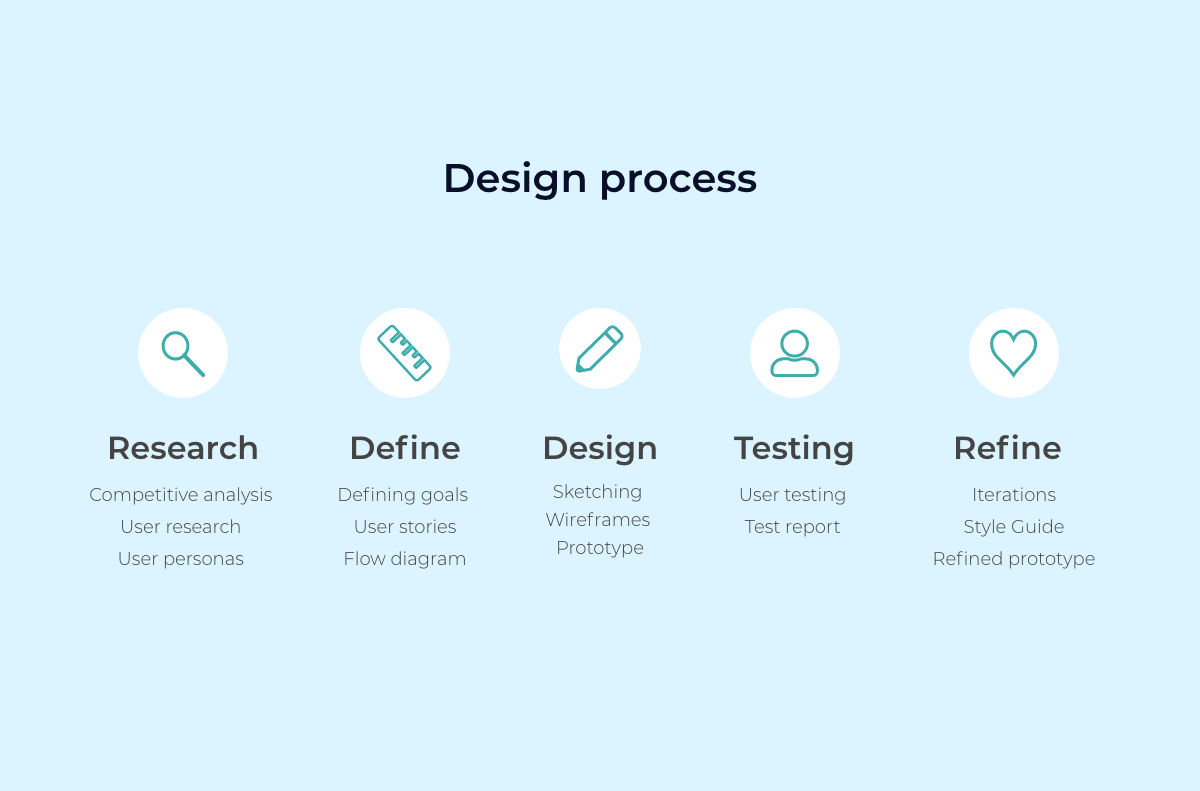 Design process
Research
Competitive analysis
User research
User personas
Define
Defining goals
User stories
Flow diagram
Design
Sketching
Wireframes
Prototype
Testing
User testing
Test report
Refine
Iterations
Style Guide
Refined prototype